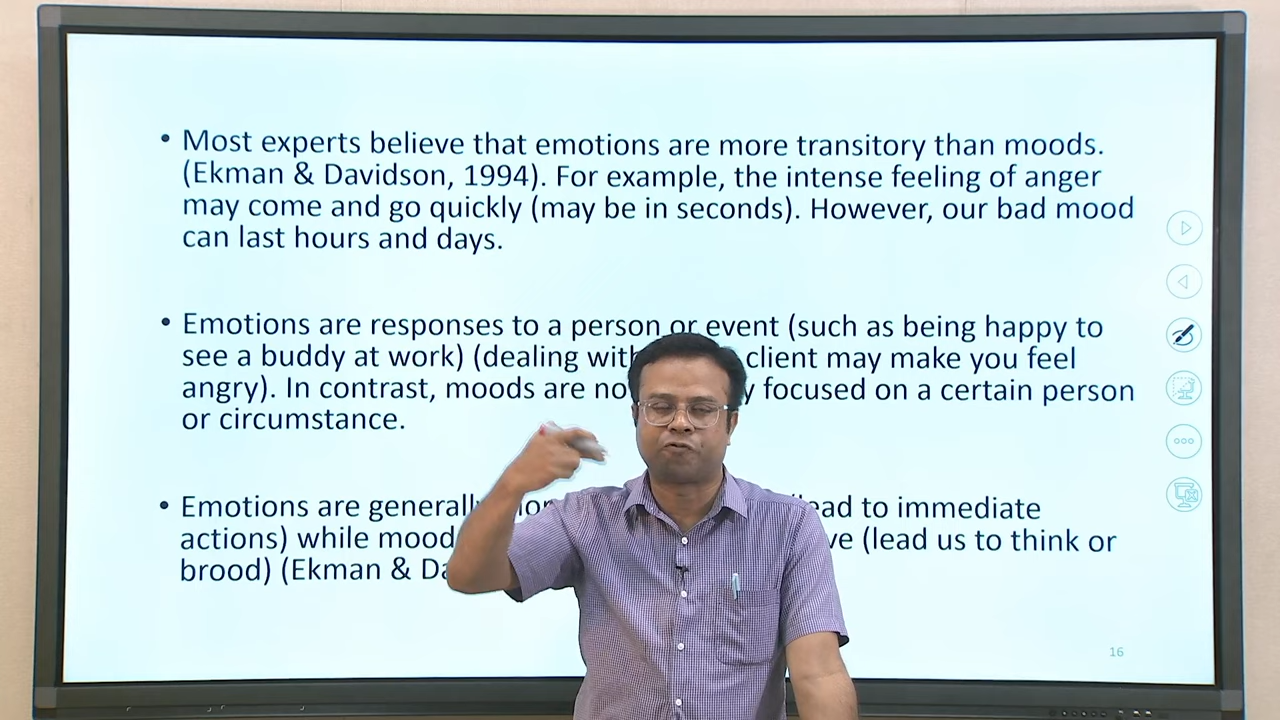 • Most experts believe that emotions are more transitory than moods.
(Ekman & Davidson, 1994). For example, the intense feeling of anger
may come and go quickly (may be in seconds). However, our bad mood
can last hours and days.
• Emotions are responses to a person or event (such as being happy to
see a buddy at work) (dealing with client may make you feel
angry). In contrast, moods are focused on a certain person
or circumstance.
• Emotions are generally to immediate
actions) while (lead us to think or
brood) (Ekman &
16